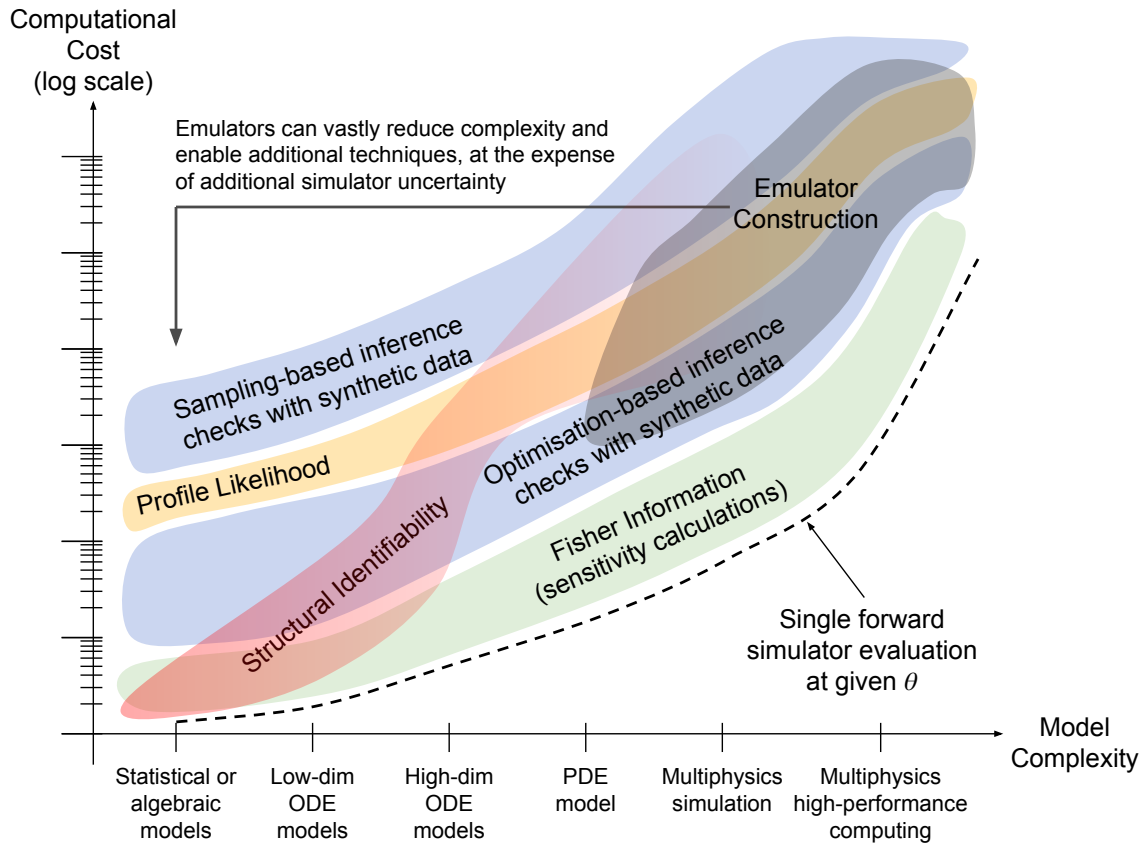 Computational
Cost
(log scale)
Emulators can vastly reduce complexity and
enable additional techniques, at the expense
of additional simulator uncertainty
Emulator
Construction
Sampling-based inference
checks with synthetic data
Profile Likelihood
Optimisation-based inference
checks with synthetic data
Structural Identifiability
Fisher Information
(sensitivity calculations)
Single forward
simulator evaluation
at given θ
Model
Complexity
Statistical or
algebraic
models
Low-dim
ODE
models
High-dim
ODE
models
PDE
model
Multiphysics
simulation
Multiphysics
high-performance
computing